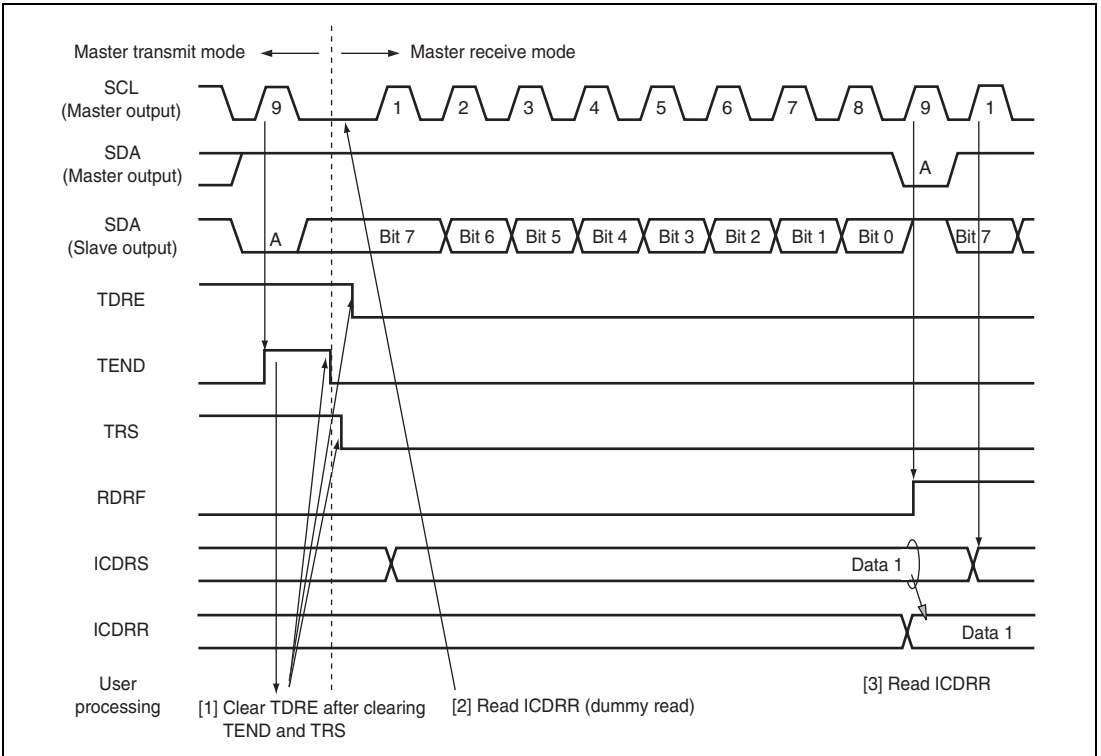 Master transmit mode
Master receive mode
SCL
(Master output)
9
1
2
3
4
5
6
7
8
9
1
SDA
(Master output)
A
SDA
(Slave output)
A
Bit 7
Bit 6
Bit 5
Bit 4
Bit 3
Bit 2
Bit 1
Bit 0
Bit 7
TDRE
TEND
TRS
RDRF
ICDRS
Data 1
ICDRR
Data 1
User
processing
[1] Clear TDRE after clearing
TEND and TRS
[2] Read ICDRR (dummy read)
[3] Read ICDRR